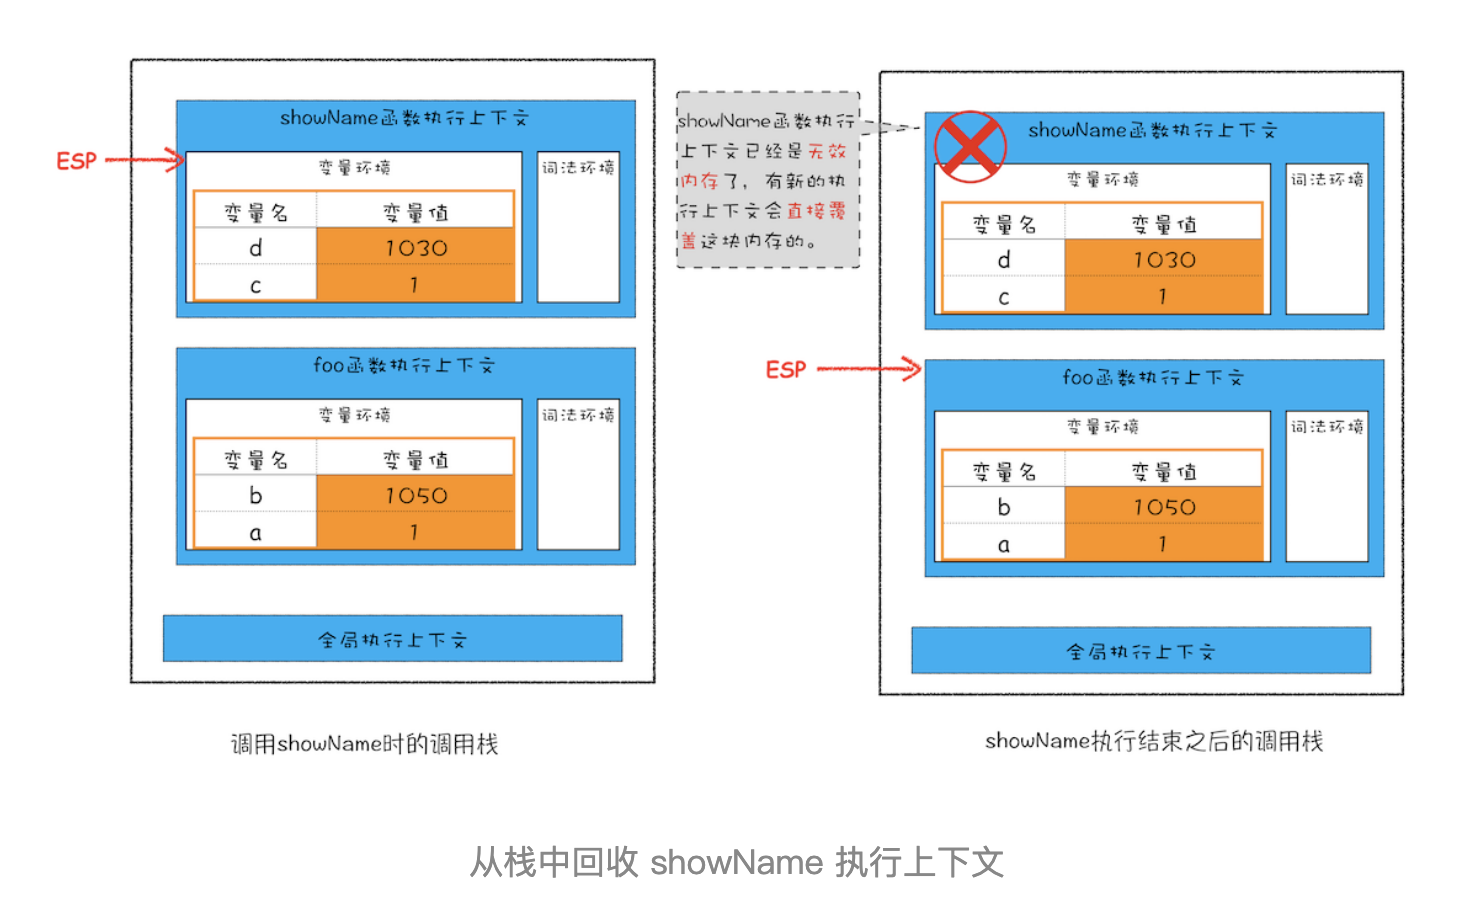 showName函数执行上下文
ESP
变量环境
词法环境
变量名 变量值
d 1030
c 1
foo函数执行上下文
变量环境
词法环境
变量名 变量值
b 1050
a 1
全局执行上下文
调用showName时的调用栈
showName函数执行
上下文已经是无效
内存了，有新的执
行上下文会直接覆
盖这块内存的。
showName函数执行上下文
变量环境
词法环境
变量名 变量值
d 1030
c 1
ESP
foo函数执行上下文
变量环境
词法环境
变量名 变量值
b 1050
a 1
全局执行上下文
showName执行结束之后的调用栈
从栈中回收 showName 执行上下文